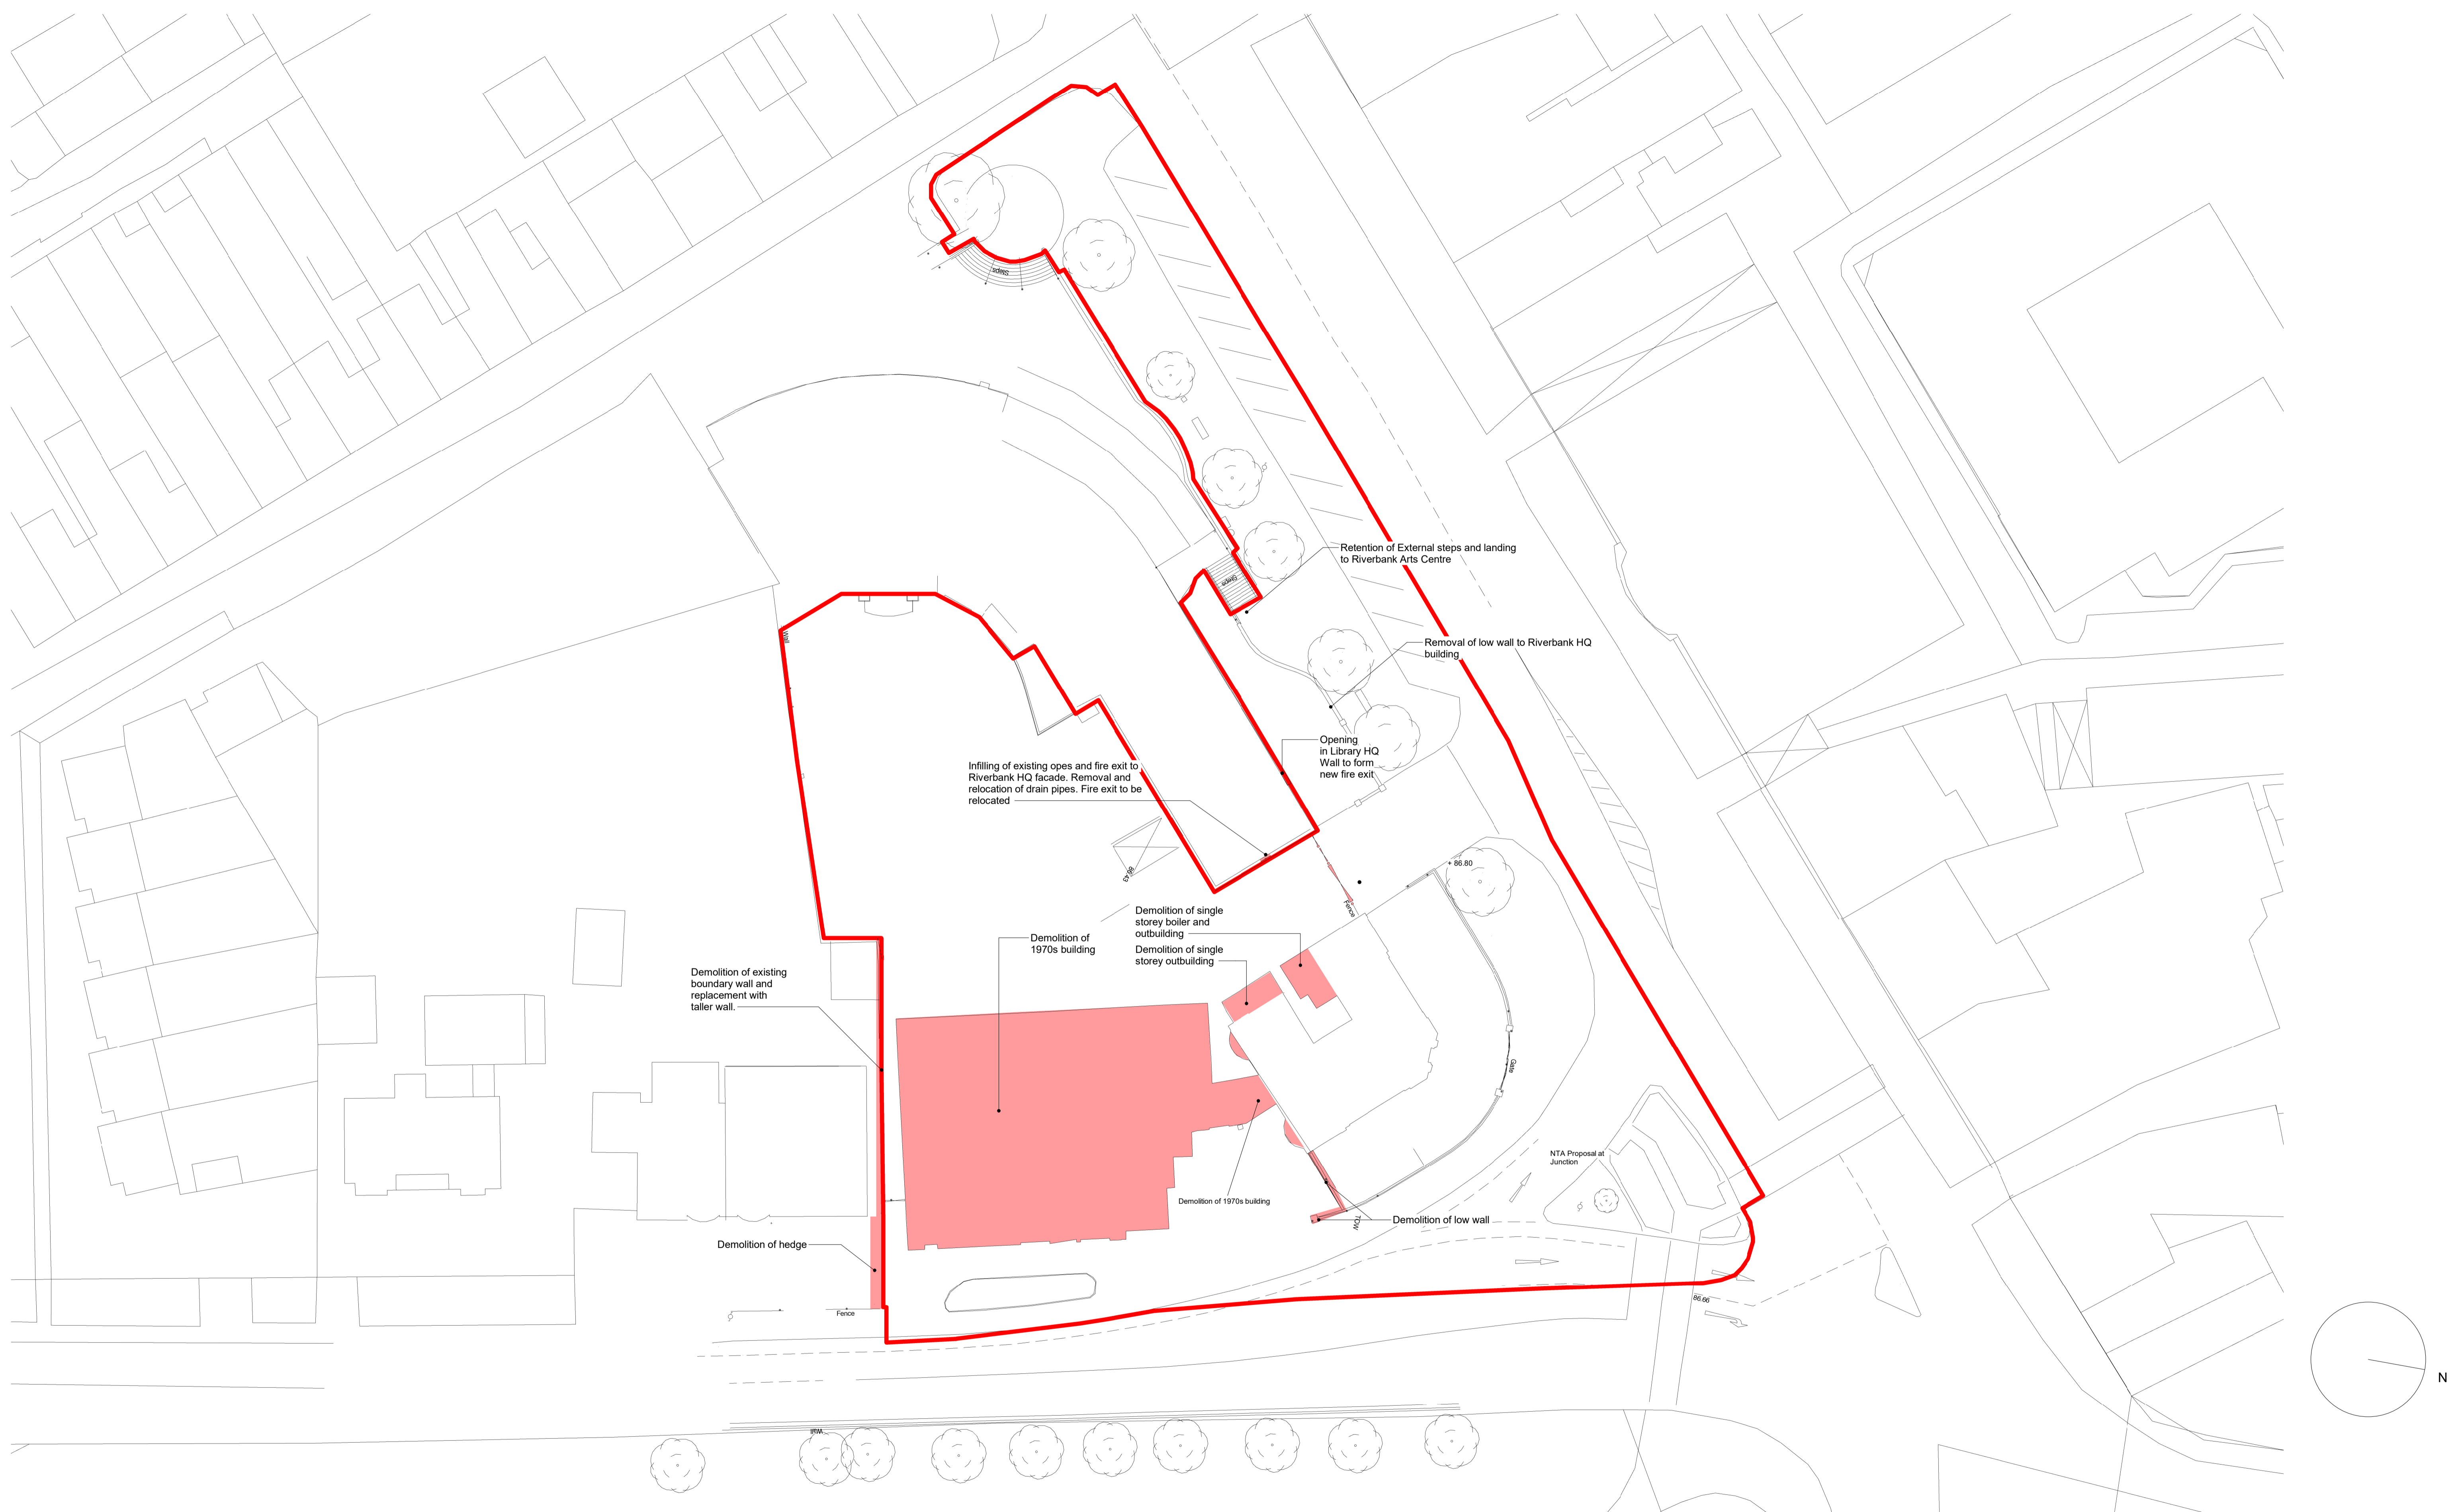 Steps
Retention of External steps and landing
to Riverbank Arts Centre
Steps
Wall
Removal of low wall to Riverbank HQ
building
Opening
in Library HQ
Wall to form
new fire exit
Infilling of existing opes and fire exit to
Riverbank HQ facade. Removal and
relocation of drain pipes. Fire exit to be
relocated
86.43
+ 86.80
Fence
Demolition of single
storey boiler and
outbuilding
Demolition of single
storey outbuilding
Demolition of
1970s building
Demolition of existing
boundary wall and
replacement with
taller wall.
Gate
NTA Proposal at
Junction
Demolition of 1970s building
TOW
Demolition of low wall
Demolition of hedge
86.66
Fence
N
Wall